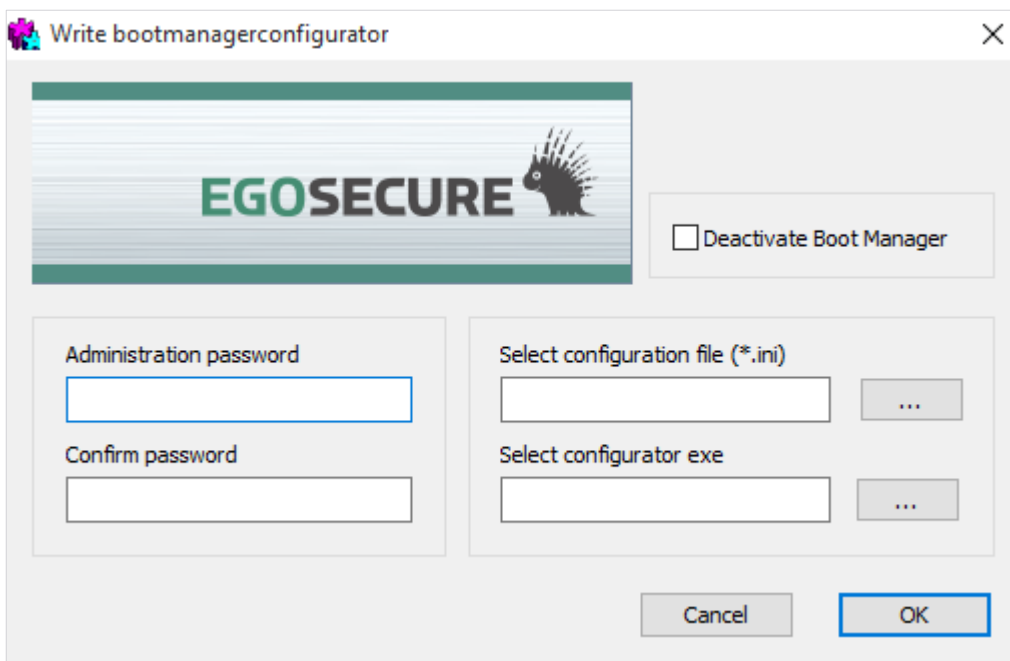 Write bootmanagerconfigurator
EGOSECURE
Deactivate Boot Manager
Administration password
Confirm password
Select configuration file (*.ini)
...
Select configurator exe
...
Cancel
OK